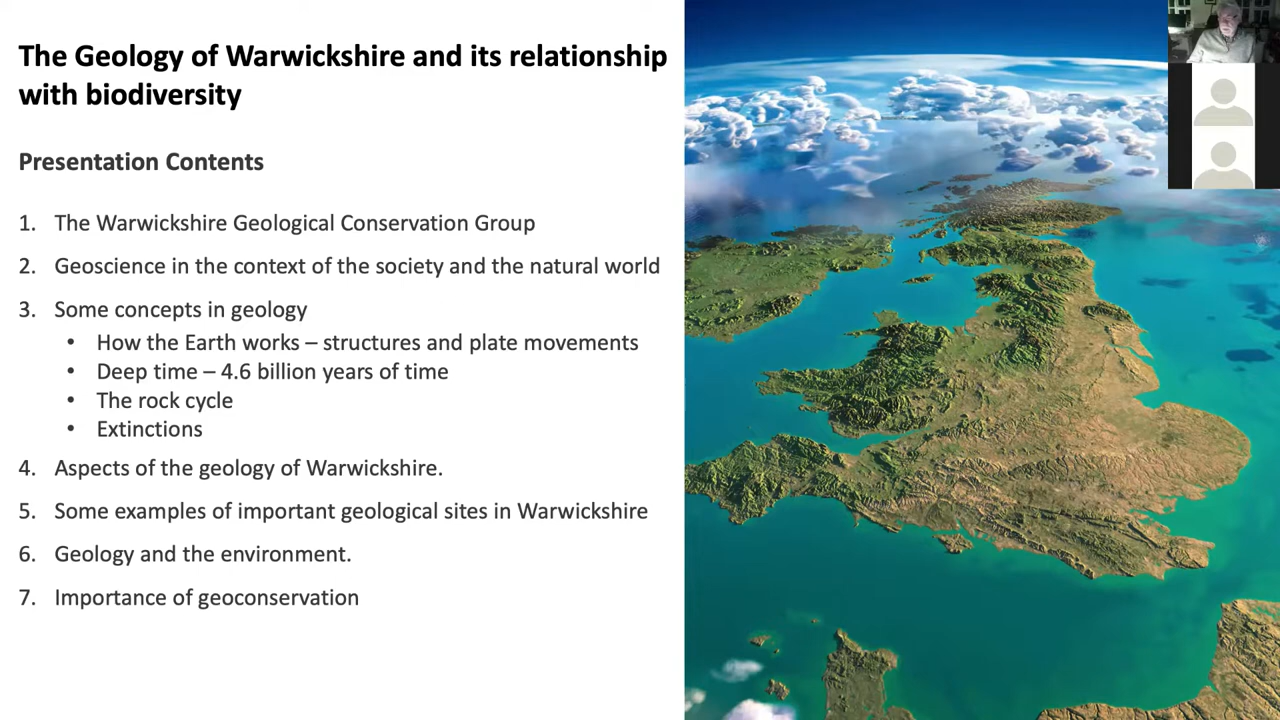 The Geology of Warwickshire and its relationship
with biodiversity
Presentation Contents
1. The Warwickshire Geological Conservation Group
2. Geoscience in the context of the society and the natural world
3. Some concepts in geology
• How the Earth works – structures and plate movements
• Deep time – 4.6 billion years of time
• The rock cycle
• Extinctions
4. Aspects of the geology of Warwickshire.
5. Some examples of important geological sites in Warwickshire
6. Geology and the environment.
7. Importance of geoconservation